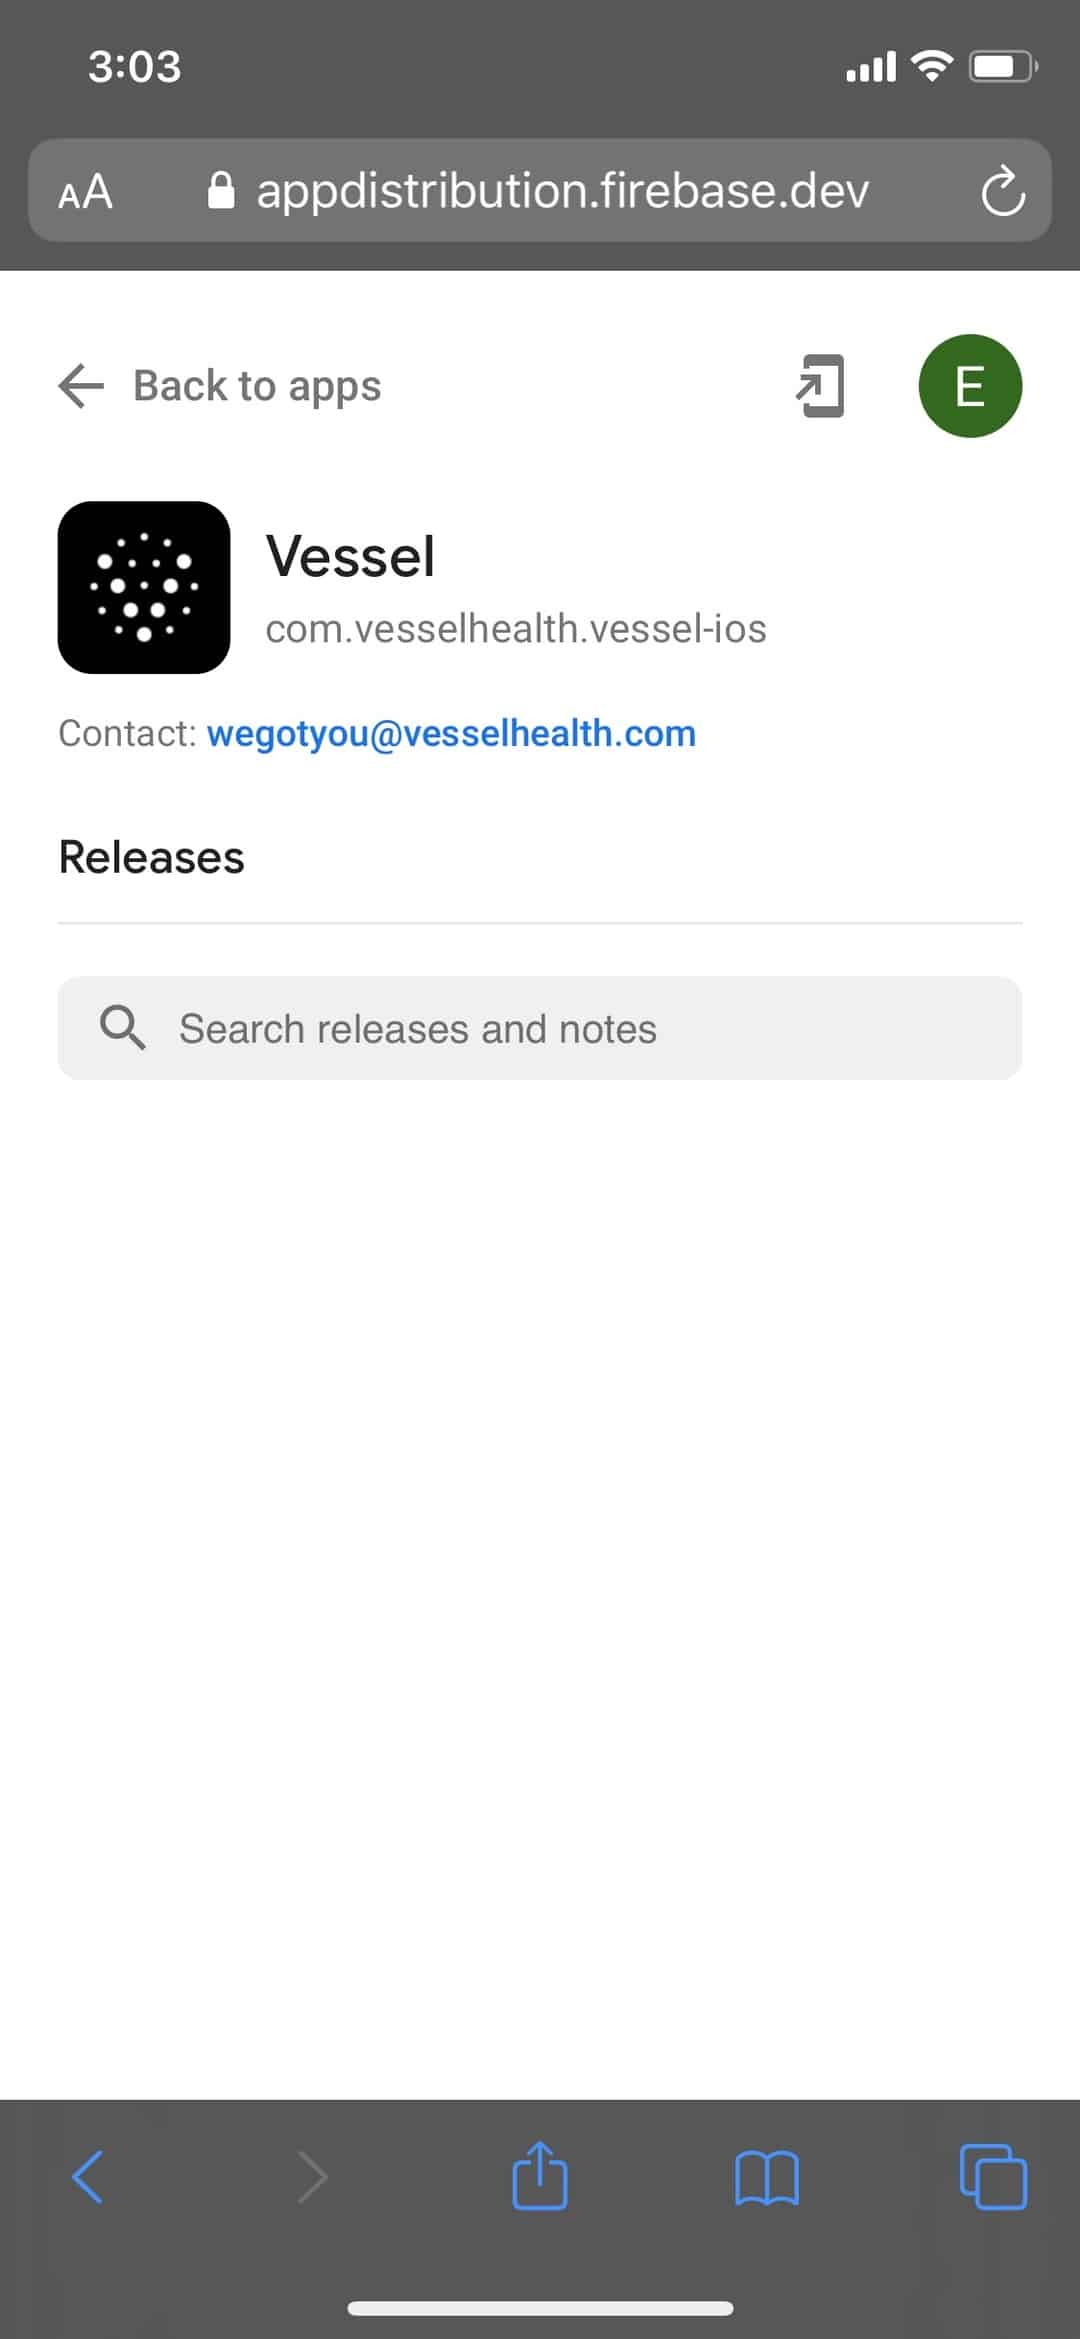 3:03
AA appdistribution.firebase.dev
Back to apps
E
Vessel
com.vesselhealth.vessel-ios
Contact: wegotyou@vesselhealth.com
Releases
Search releases and notes